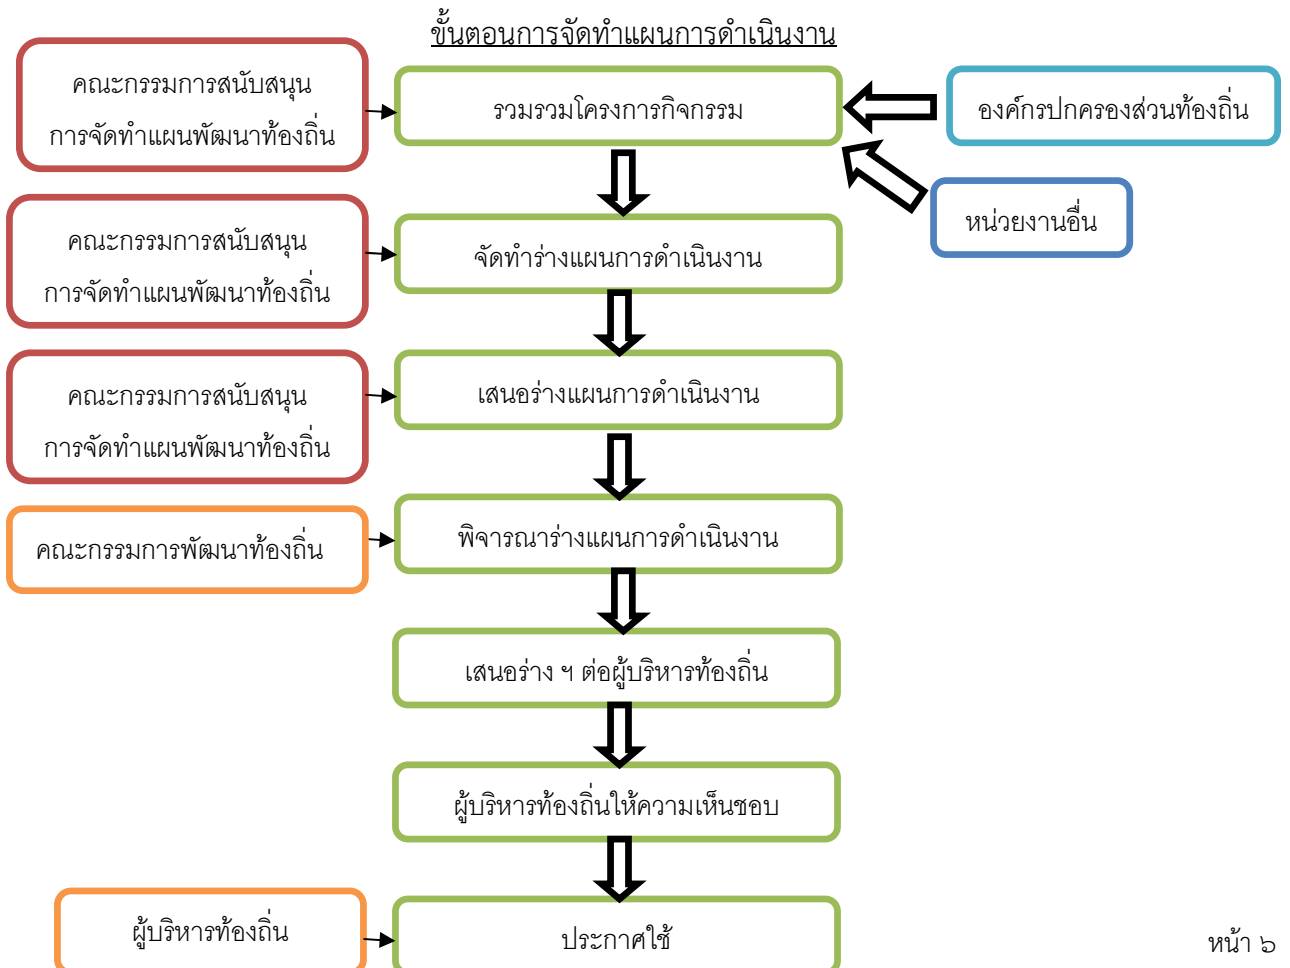 ขั้นตอนการจัดทำแผนการดำเนินงาน
คณะกรรมการสนับสนุน
การจัดทำแผนพัฒนาท้องถิ่น
รวมรวมโครงการกิจกรรม
องค์กรปกครองส่วนท้องถิ่น
หน่วยงานอื่น
คณะกรรมการสนับสนุน
การจัดทำแผนพัฒนาท้องถิ่น
จัดทำร่างแผนการดำเนินงาน
คณะกรรมการสนับสนุน
การจัดทำแผนพัฒนาท้องถิ่น
เสนอร่างแผนการดำเนินงาน
คณะกรรมการพัฒนาท้องถิ่น
พิจารณาร่างแผนการดำเนินงาน
เสนอร่าง ฯ ต่อผู้บริหารท้องถิ่น
ผู้บริหารท้องถิ่นให้ความเห็นชอบ
ผู้บริหารท้องถิ่น
ประกาศใช้
หน้า ๖